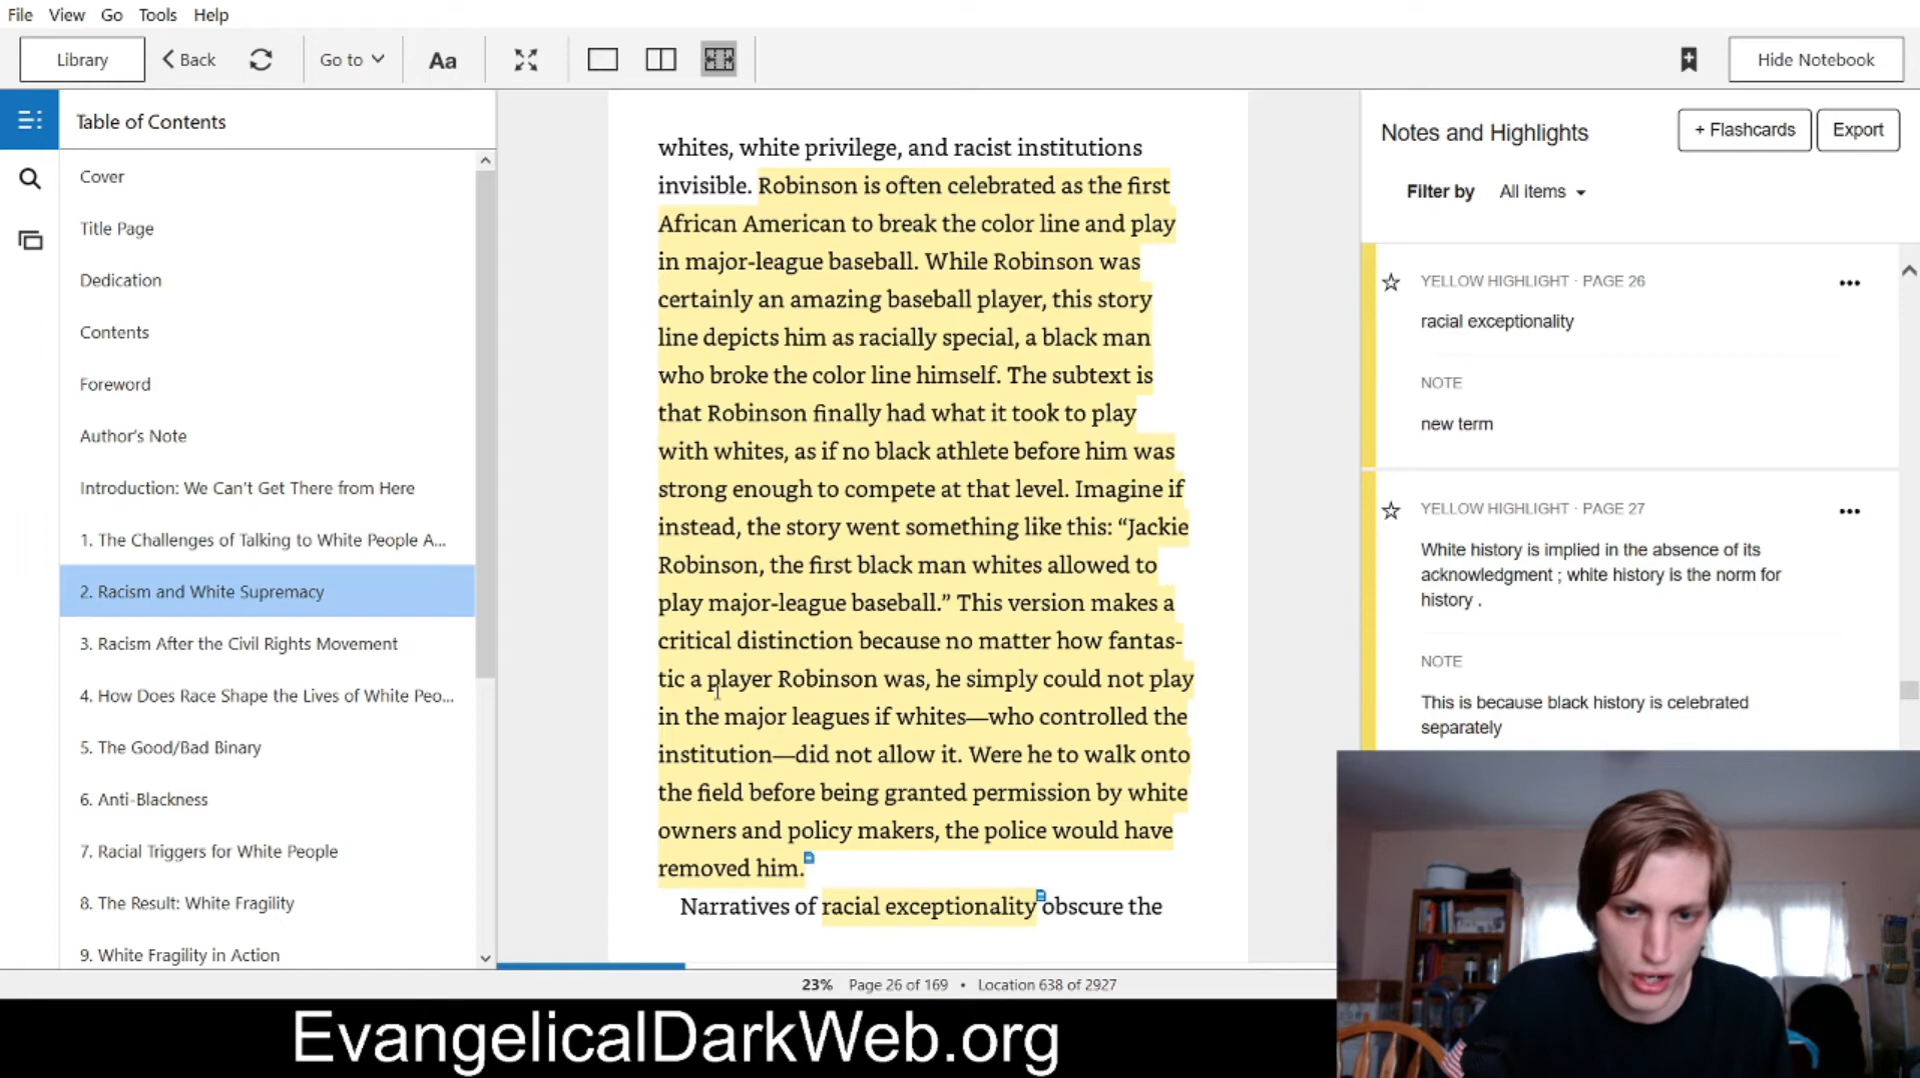 File View Go Tools Help
Library Back Go to Aa Hide Notebook
Table of Contents
Cover
Title Page
Dedication
Contents
Foreword
Author's Note
Introduction: We Can't Get There from Here
1. The Challenges of Talking to White People A...
2. Racism and White Supremacy
3. Racism After the Civil Rights Movement
4. How Does Race Shape the Lives of White Peo...
5. The Good/Bad Binary
6. Anti-Blackness
7. Racial Triggers for White People
8. The Result: White Fragility
9. White Fragility in Action
whites, white privilege, and racist institutions
invisible. Robinson is often celebrated as the first
African American to break the color line and play
in major-league baseball. While Robinson was
certainly an amazing baseball player, this story
line depicts him as racially special, a black man
who broke the color line himself. The subtext is
that Robinson finally had what it took to play
with whites, as if no black athlete before him was
strong enough to compete at that level. Imagine if
instead, the story went something like this: “Jackie
Robinson, the first black man whites allowed to
play major-league baseball.” This version makes a
critical distinction because no matter how fantas-
tic a player Robinson was, he simply could not play
in the major leagues if whites—who controlled the
institution—did not allow it. Were he to walk onto
the field before being granted permission by white
owners and policy makers, the police would have
removed him.
Narratives of racial exceptionality obscure the
23% Page 26 of 169 • Location 638 of 2927
Notes and Highlights
+ Flashcards Export
Filter by All items
YELLOW HIGHLIGHT · PAGE 26
racial exceptionality
NOTE
new term
YELLOW HIGHLIGHT · PAGE 27
White history is implied in the absence of its
acknowledgment ; white history is the norm for
history .
NOTE
This is because black history is celebrated
separately
EvangelicalDarkWeb.org